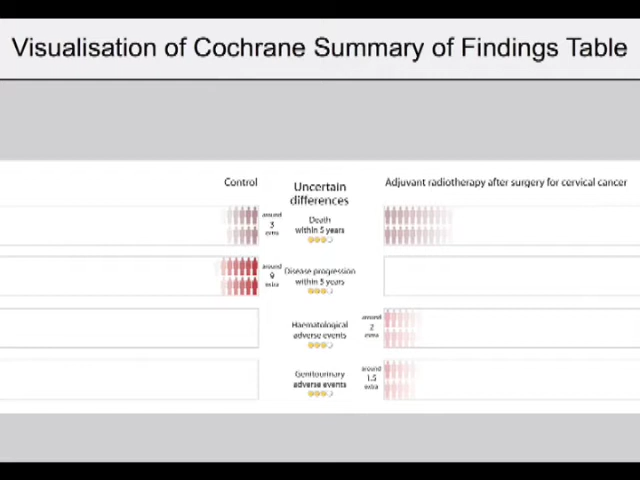 Visualisation of Cochrane Summary of Findings Table
Control
Uncertain
differences
Adjuvant radiotherapy after surgery for cervical cancer
around
3
extra
Death
within 5 years
around
9
extra
Disease progression
within 5 years
Haematological
adverse events
around
2
extra
Genitourinary
adverse events
around
1.5
extra